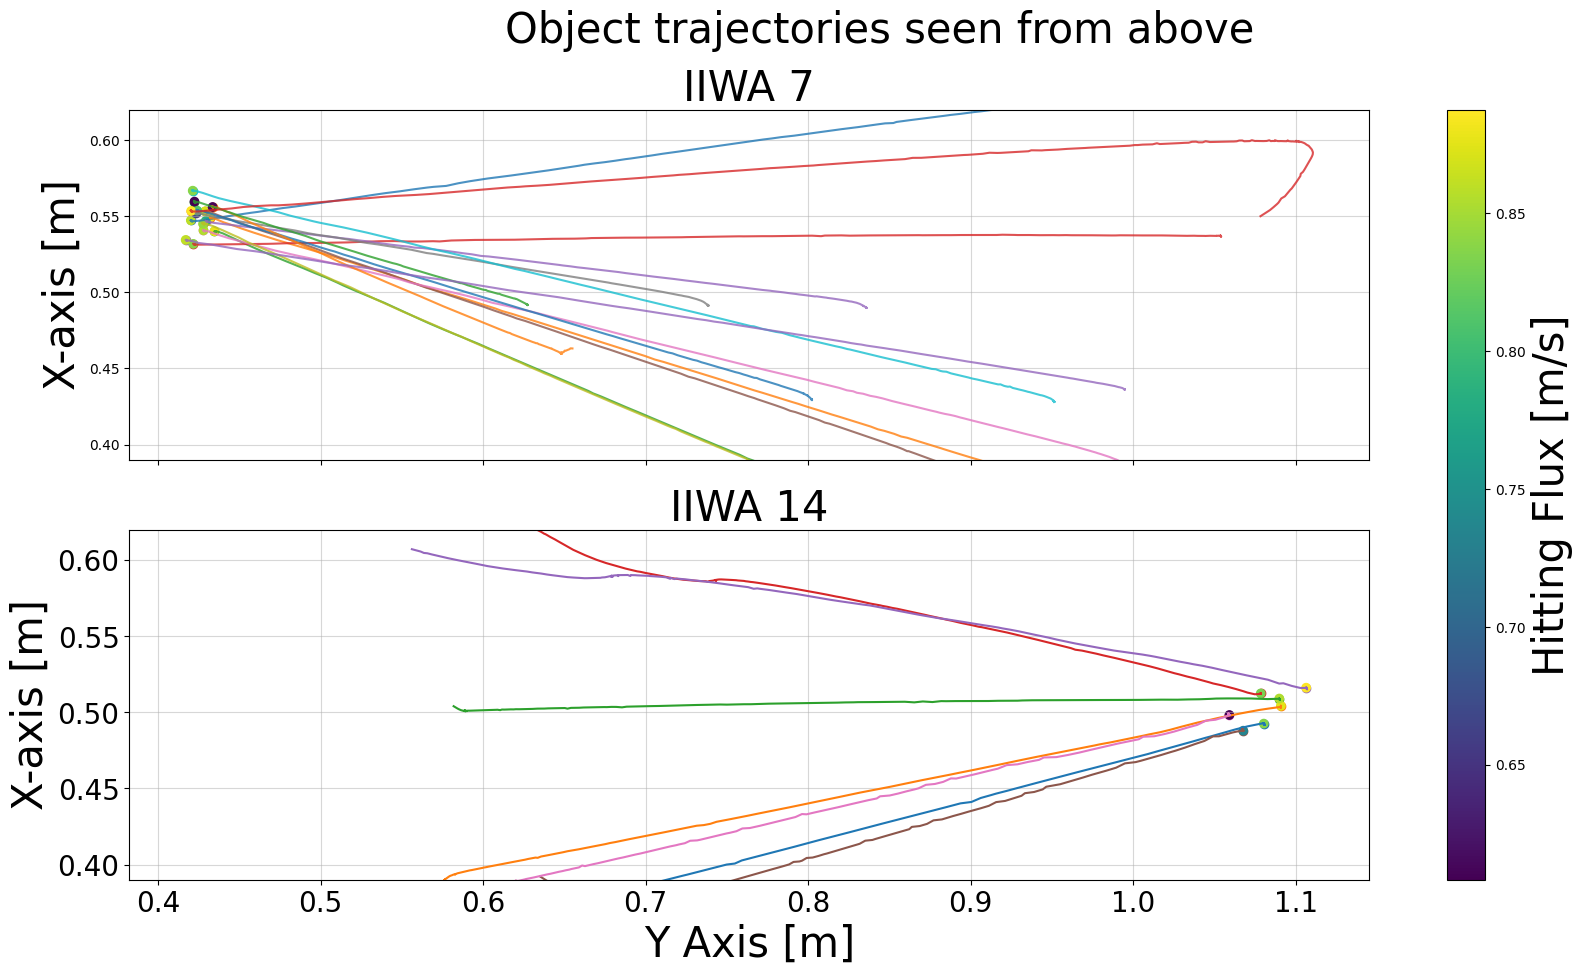 Object trajectories seen from above
IIWA 7
X-axis [m]
0.60
0.55
0.50
0.45
0.40
IIWA 14
X-axis [m]
0.60
0.55
0.50
0.45
0.40
0.4 0.5 0.6 0.7 0.8 0.9 1.0 1.1
Y Axis [m]
0.85
0.80
0.75
0.70
0.65
Hitting Flux [m/s]